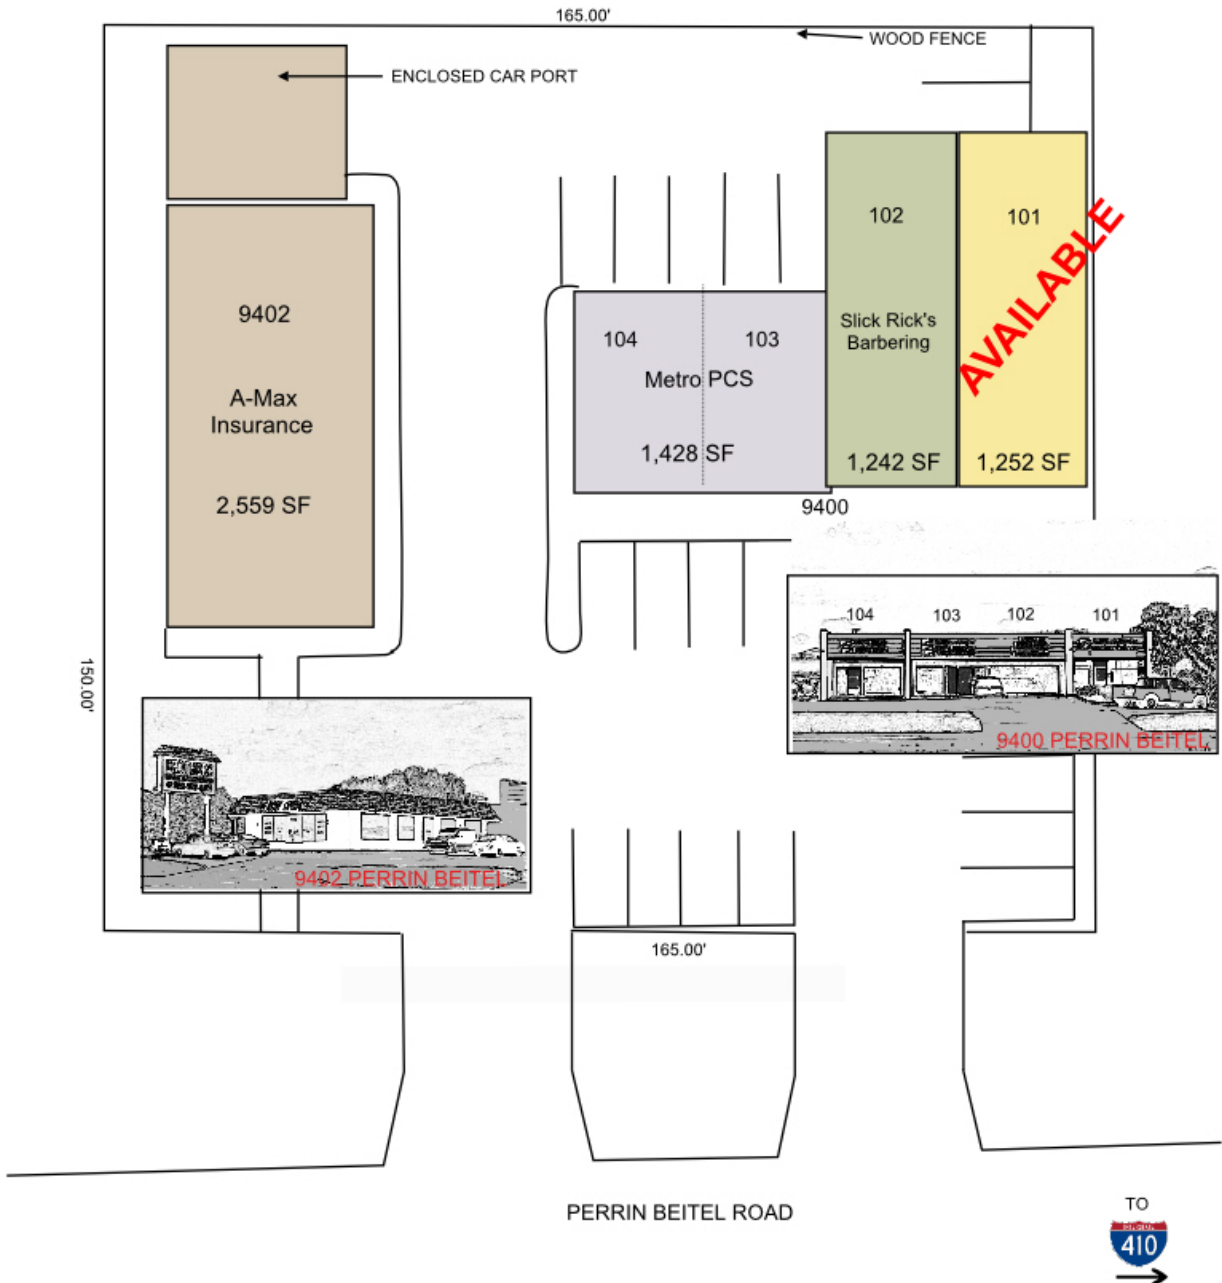 165.00'
WOOD FENCE
ENCLOSED CAR PORT
102
101
AVAILABLE
9402
Slick Rick's
Barbering
104
103
Metro PCS
A-Max
Insurance
1,428 SF
1,242 SF
1,252 SF
2,559 SF
9400
104
103
102
101
9400 PERRIN BEITEL
150.00'
9402 PERRIN BEITEL
165.00'
PERRIN BEITEL ROAD
TO
410